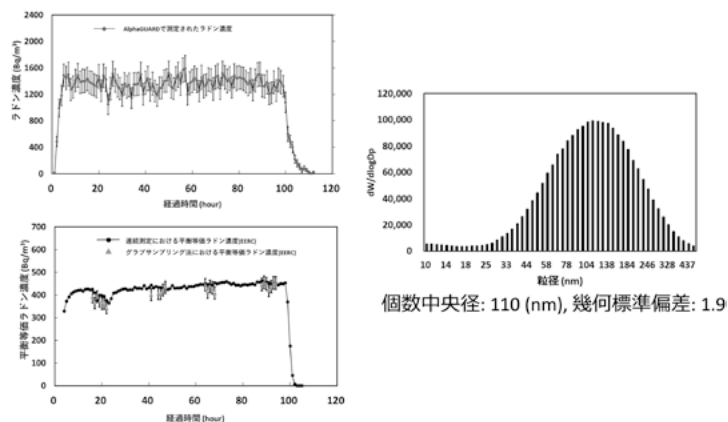 AlphaGUARDで測定されたラドン濃度
ラドン濃度 (Bq/m³)
2400
2000
1600
1200
800
400
0
0 20 40 60 80 100 120
経過時間 (hour)
連続測定における平衡等価ラドン濃度(EERC)
グラブサンプリング法における平衡等価ラドン濃度(EERC)
平衡等価ラドン濃度 (Bq/m³)
700
600
500
400
300
200
100
0
0 20 40 60 80 100 120
経過時間 (hour)
dW/dlogDp
120,000
100,000
80,000
60,000
40,000
20,000
0
10 14 18 25 33 44 58 78 104 138 184 246 328 437
粒径 (nm)
個数中央径: 110 (nm), 幾何標準偏差: 1.9